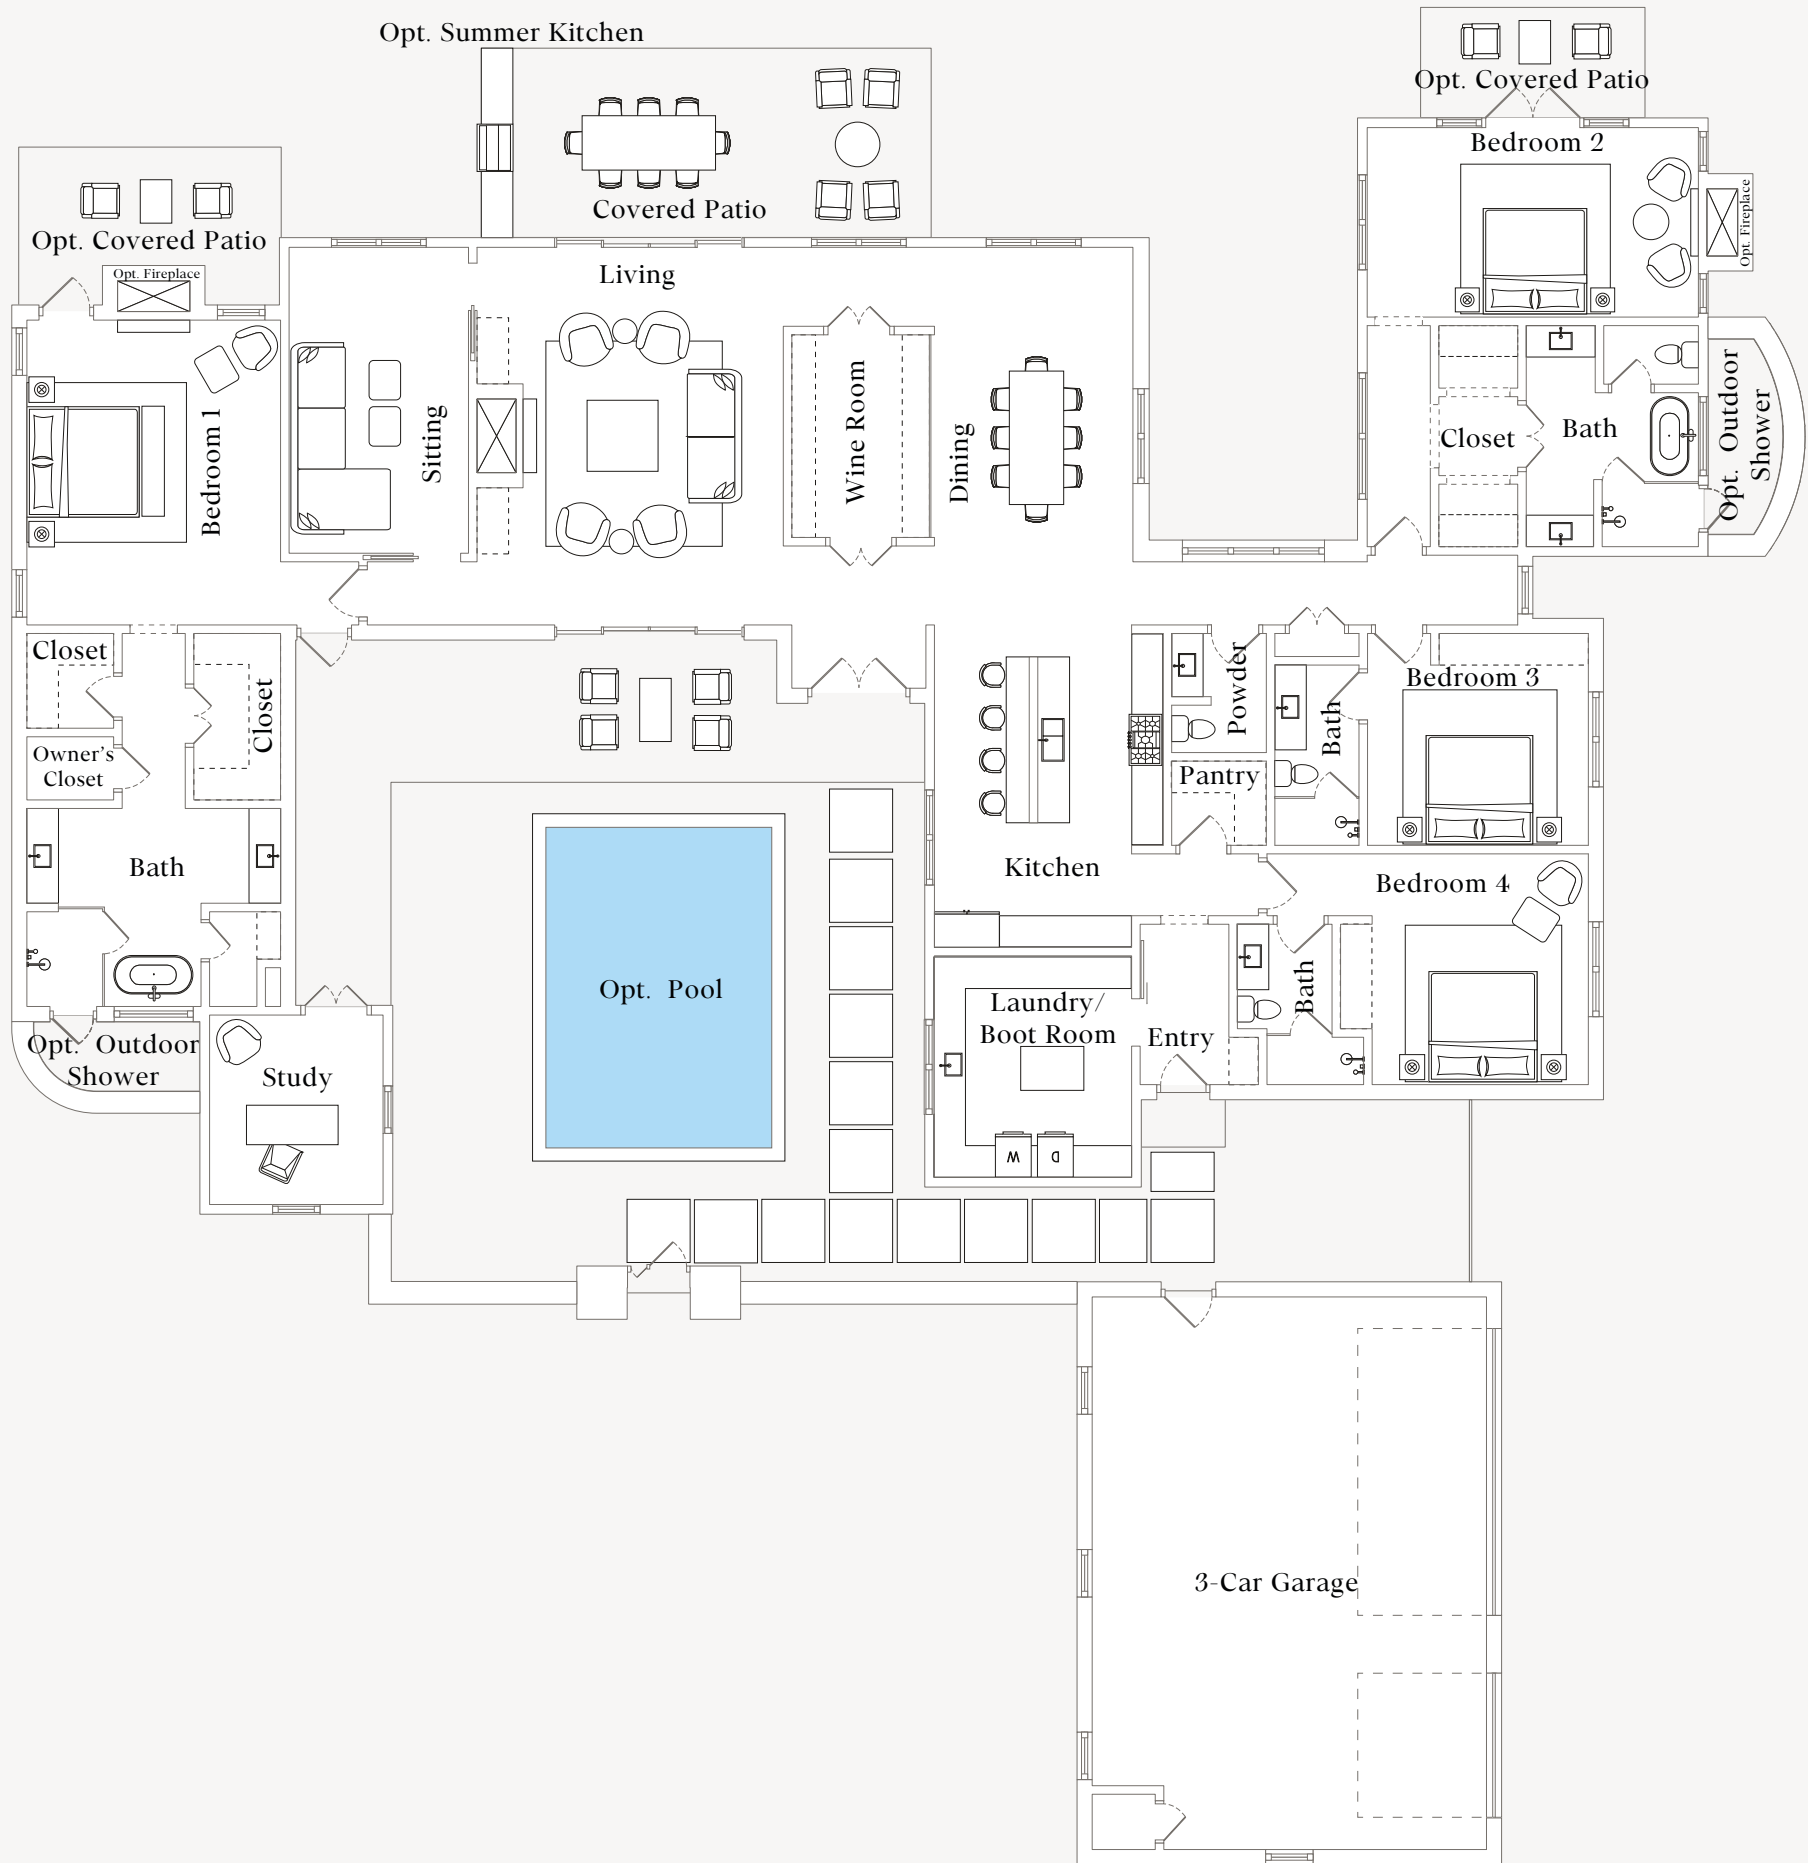 Opt. Summer Kitchen
Opt. Covered Patio
Bedroom 2
Opt. Fireplace
Covered Patio
Opt. Covered Patio
Opt. Fireplace
Living
Bedroom 1
Sitting
Wine Room
Dining
Closet
Bath
Opt. Outdoor
Shower
Closet
Closet
Owner's
Closet
Powder
Bath
Bedroom 3
Pantry
Bath
Kitchen
Bedroom 4
Opt. Pool
Laundry/
Boot Room
Entry
Bath
Opt. Outdoor
Shower
Study
W
D
3-Car Garage